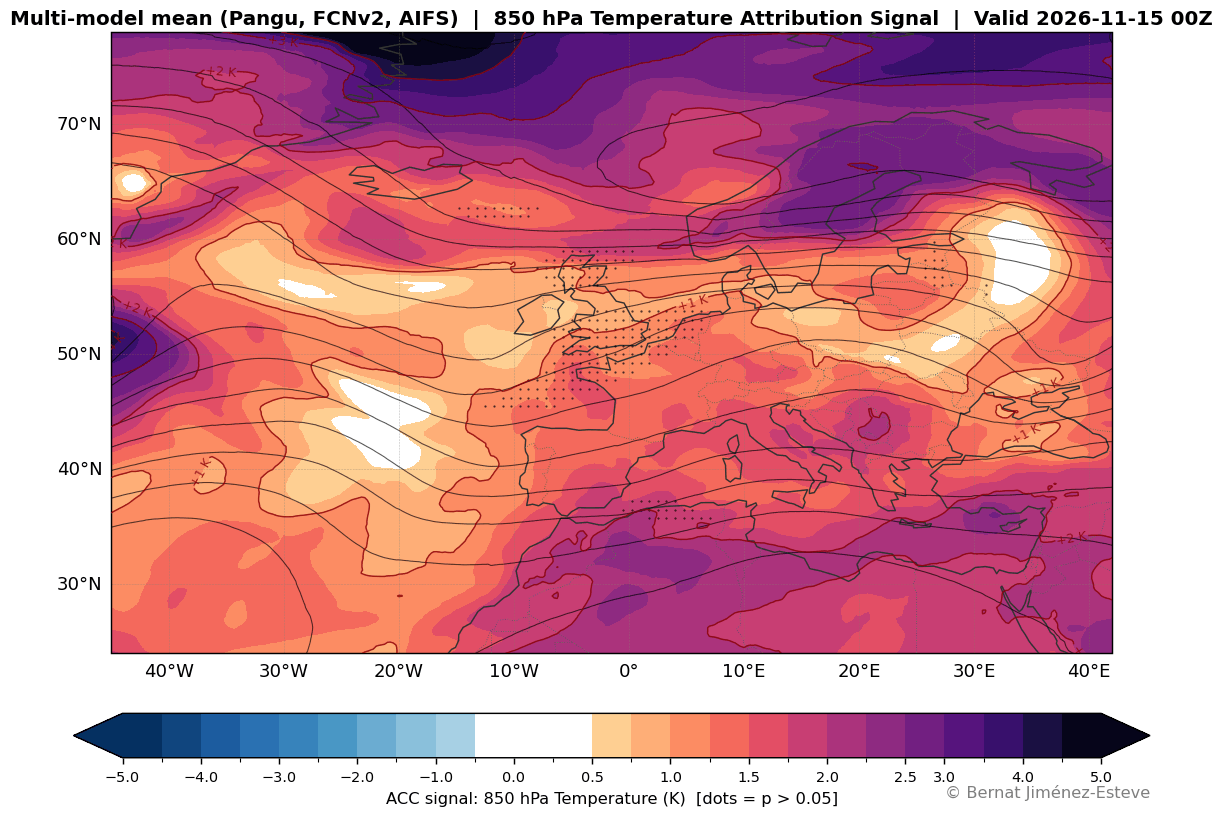 Multi-model mean (Pangu, FCNv2, AIFS)  |  850 hPa Temperature Attribution Signal  |  Valid 2026-11-15 00Z
+2 K
70°N
60°N
+2 K
+1 K
50°N
+1 K
+1 K
40°N
+1 K
+2 K
30°N
40°W 30°W 20°W 10°W 0° 10°E 20°E 30°E 40°E
−5.0 −4.0 −3.0 −2.0 −1.0 0.0 0.5 1.0 1.5 2.0 2.5 3.0 4.0 5.0
© Bernat Jiménez-Esteve
ACC signal: 850 hPa Temperature (K)  [dots = p > 0.05]